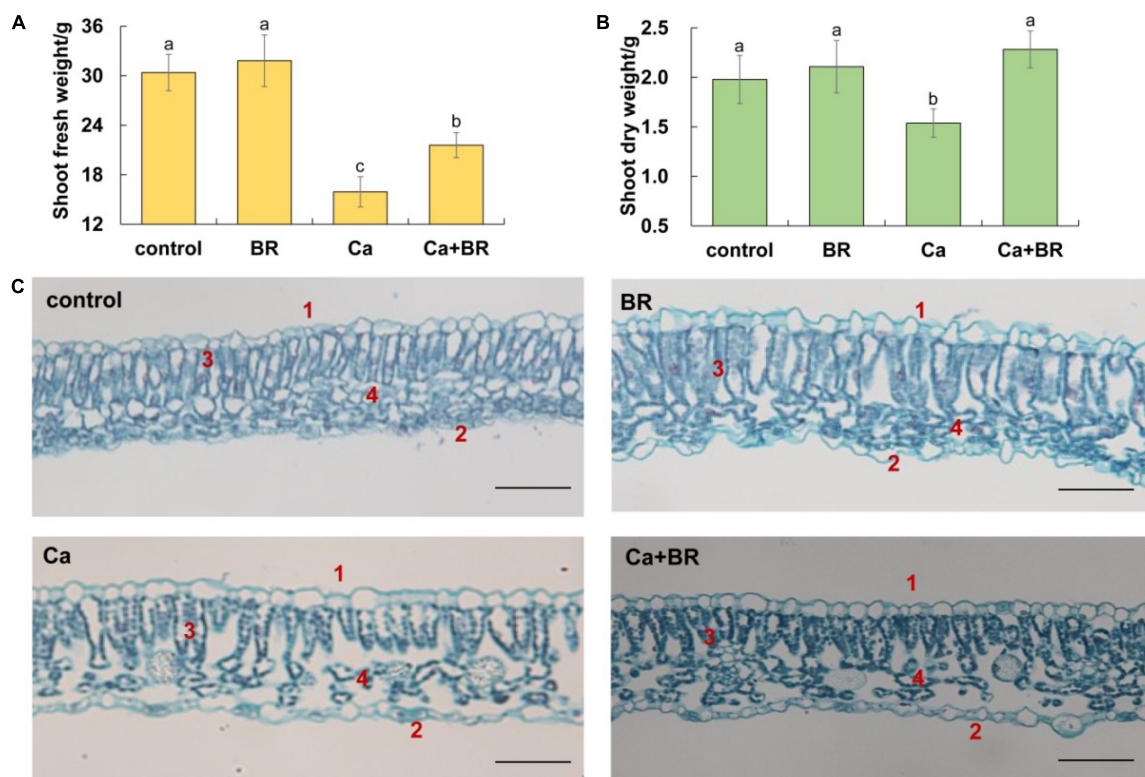 A
Shoot fresh weight/g
36
30
24
18
12
a
a
c
b
control
BR
Ca
Ca+BR
B
Shoot dry weight/g
2.5
2.0
1.5
1.0
0.5
a
a
b
a
control
BR
Ca
Ca+BR
C
control
1
3
4
2
BR
1
3
4
2
Ca
1
3
4
2
Ca+BR
1
3
4
2